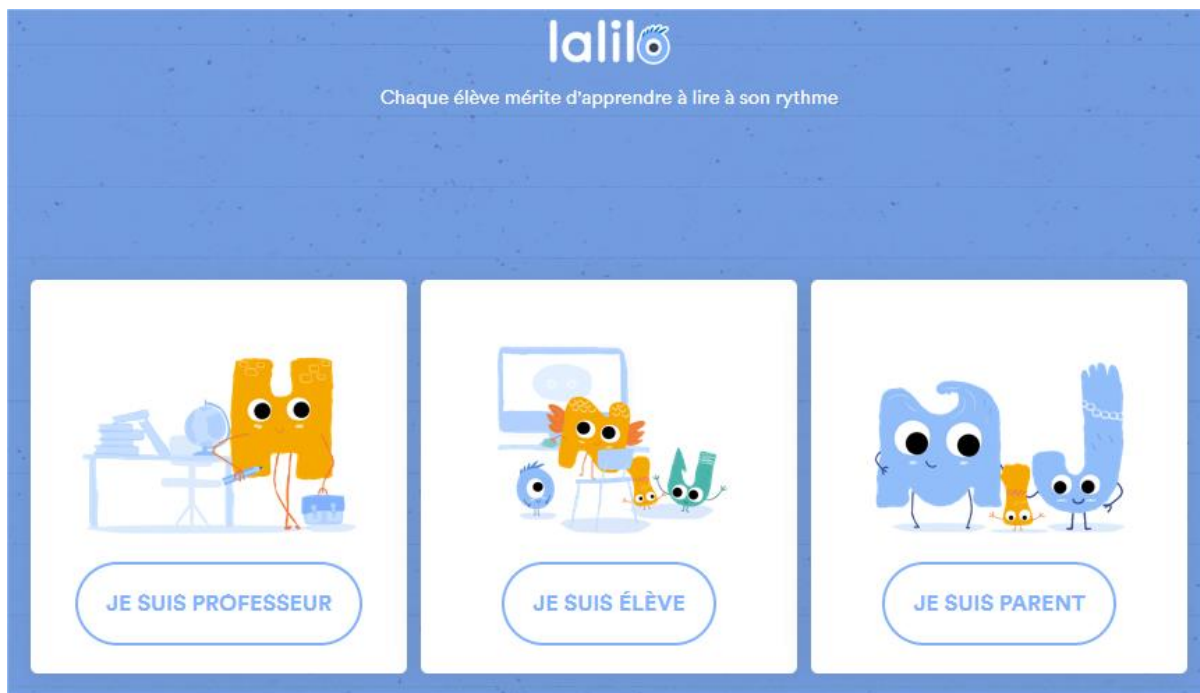 lalilo
Chaque élève mérite d'apprendre à lire à son rythme
JE SUIS PROFESSEUR
JE SUIS ÉLÈVE
JE SUIS PARENT